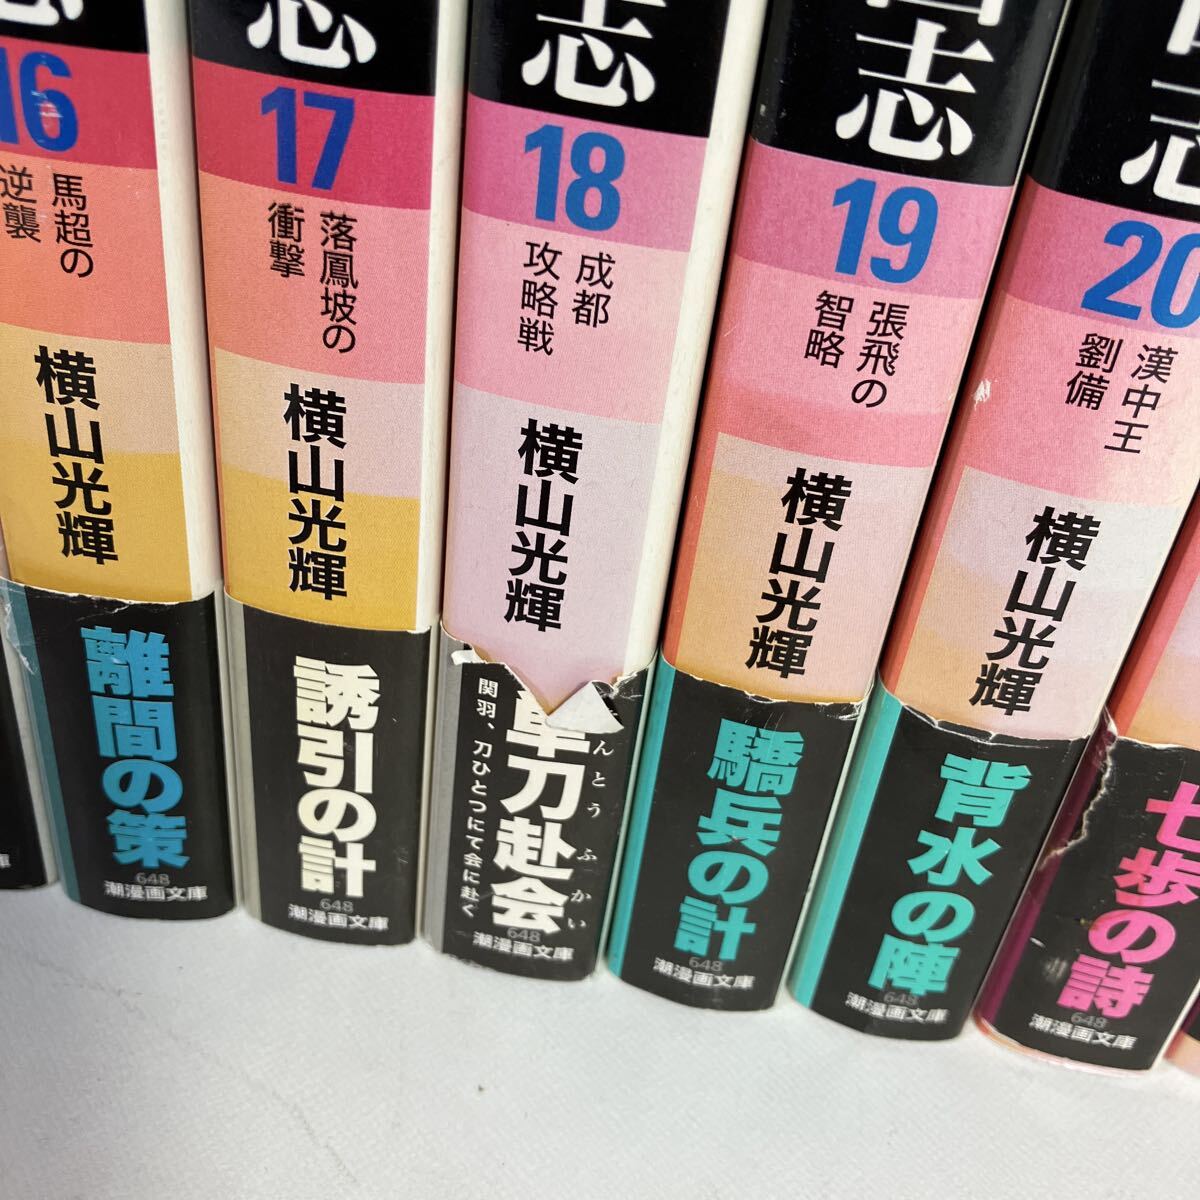 志
16
馬超の
逆襲
横山光輝
離間の策
648
潮漫画文庫
志
17
落鳳坡の
衝撃
横山光輝
誘引の計
648
潮漫画文庫
志
18
成都
攻略戦
横山光輝
単刀赴会
んとうふかい
関羽、刀ひとつにて会に赴く
648
潮漫画文庫
志
19
張飛の
智略
横山光輝
驕兵の計
648
潮漫画文庫
志
20
漢中王
劉備
横山光輝
背水の陣
648
潮漫画文庫
七歩の詩
648
潮漫画文庫
庫